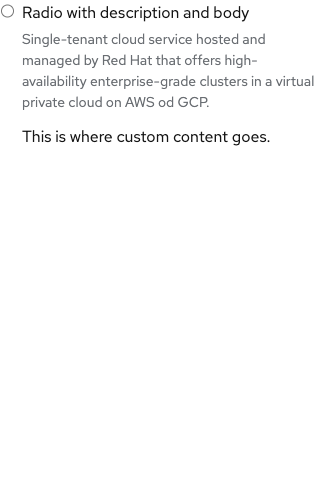 Radio with description and body
Single-tenant cloud service hosted and
managed by Red Hat that offers high-
availability enterprise-grade clusters in a virtual
private cloud on AWS od GCP.
This is where custom content goes.